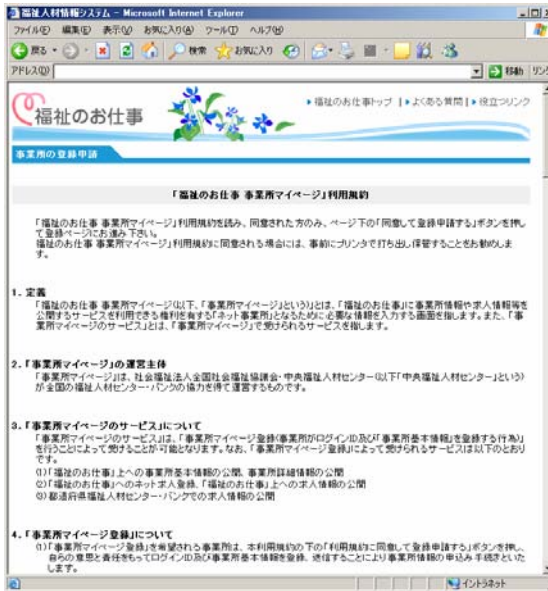 福祉人材情報システム - Microsoft Internet Explorer
ファイル(F) 編集(E) 表示(V) お気に入り(A) ツール(T) ヘルプ(H)
戻る 検索 お気に入り
アドレス(D) 移動 リンク
福祉のお仕事
福祉のお仕事トップ | よくある質問 | 役立つリンク
事業所の登録申請
「福祉のお仕事 事業所マイページ」利用規約
「福祉のお仕事 事業所マイページ」利用規約を読み、同意された方のみ、ページ下の「同意して登録申請する」ボタンを押し
て登録ページにお進み下さい。
福祉のお仕事 事業所マイページ」利用規約に同意される場合には、事前にプリンタで打ち出し保管することをお勧めしま
す。
1. 定義
「福祉のお仕事 事業所マイページ(以下、「事業所マイページ」という)」とは、「福祉のお仕事」に事業所情報や求人情報等を
公開するサービスを利用できる権利を有する「ネット事業所」となるために必要な情報を入力する画面を指します。また、「事
業所マイページのサービス」とは、「事業所マイページ」で受けられるサービスを指します。
2. 「事業所マイページ」の運営主体
「事業所マイページ」は、社会福祉法人全国社会福祉協議会・中央福祉人材センター(以下「中央福祉人材センター」という)
が全国の福祉人材センター・バンクの協力を得て運営するものです。
3. 「事業所マイページのサービス」について
「事業所マイページのサービス」は、「事業所マイページ」登録(事業所がログインID及び「事業所基本情報」を登録する行為)
を行うことによって受けることが可能となります。なお、「事業所マイページ登録」によって受けられるサービスは以下のとおり
です。
(1)「福祉のお仕事」上への事業所基本情報の公開、事業所詳細情報の公開
(2)「福祉のお仕事」へのネット求人登録、「福祉のお仕事」上への求人情報の公開
(3)都道府県福祉人材センター・バンクでの求人情報の公開
4. 「事業所マイページ登録」について
(1)「事業所マイページ登録」を希望される事業所は、本利用規約の下の「利用規約に同意して登録申請する」ボタンを押し、
自らの意思と責任をもってログインID及び事業所基本情報を登録、送信することにより事業所情報の申込み手続きといた
します。
イントラネット